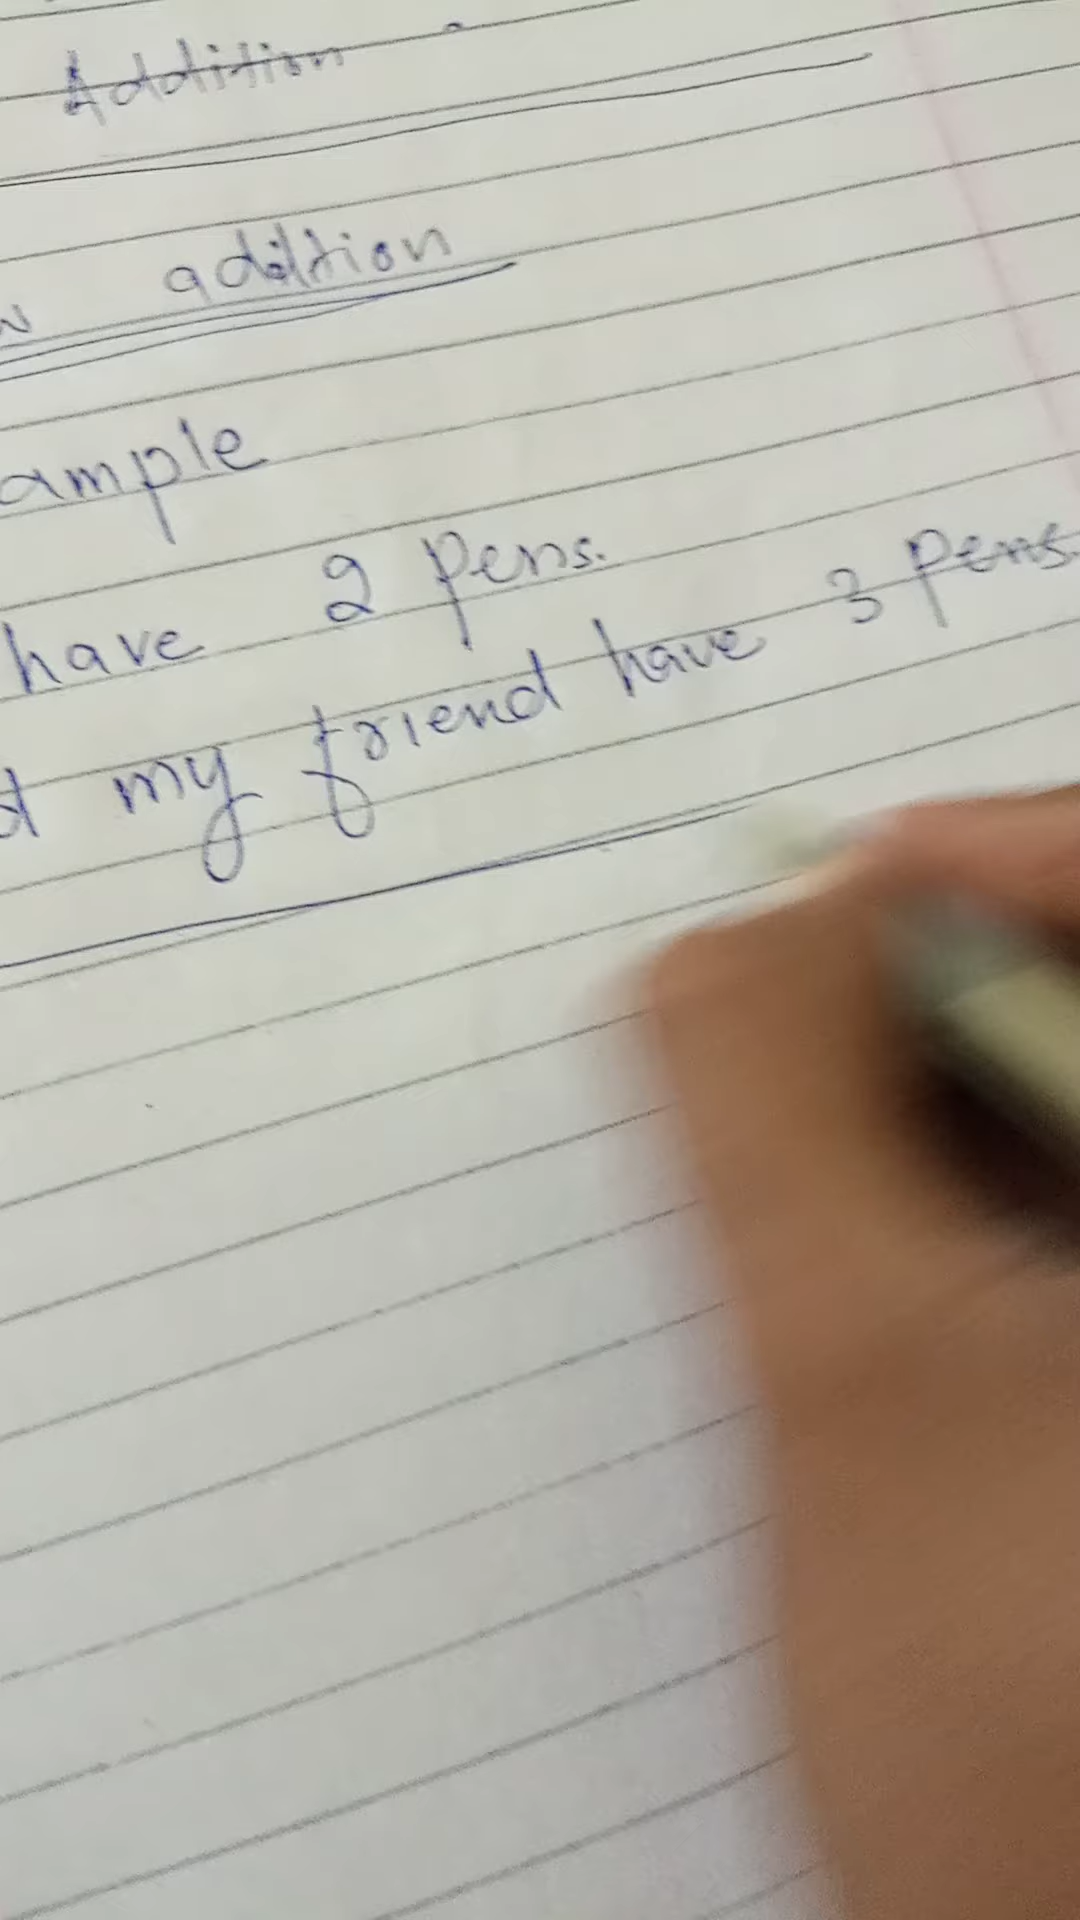 Addition
addition
ample
have 2 pens.
my friend have 3 pens.